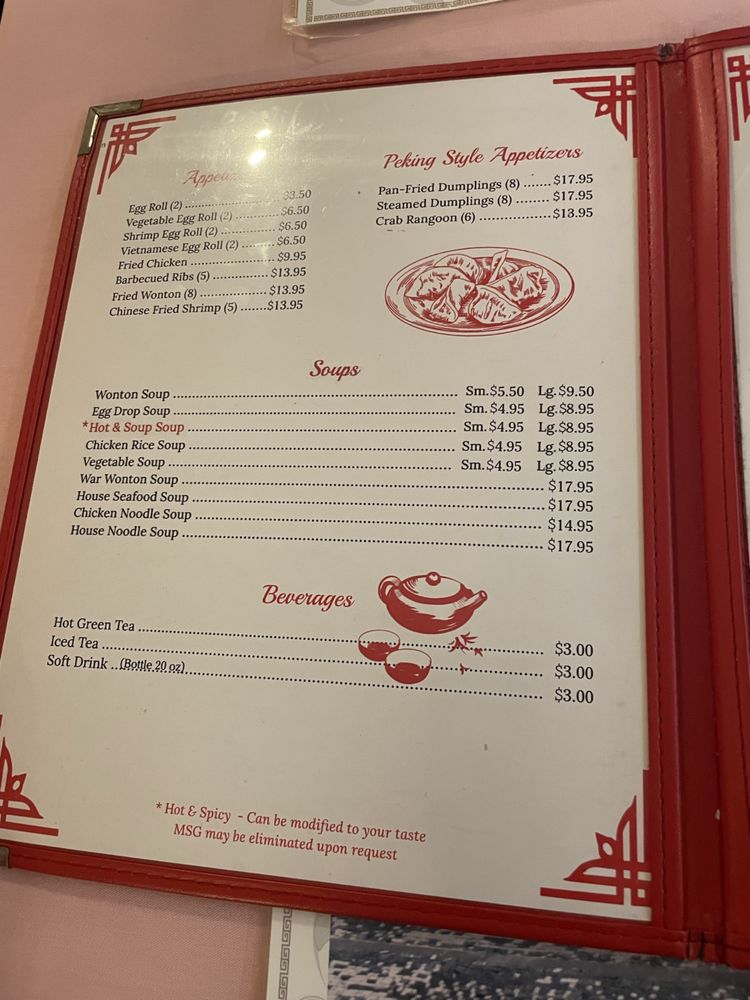 Appetiz
Egg Roll (2) .................... $3.50
Vegetable Egg Roll (2) ........... $6.50
Shrimp Egg Roll (2) .............. $6.50
Vietnamese Egg Roll (2) ......... $6.50
Fried Chicken ....................... $9.95
Barbecued Ribs (5) ............... $13.95
Fried Wonton (8) .................. $13.95
Chinese Fried Shrimp (5) .......$13.95
Peking Style Appetizers
Pan-Fried Dumplings (8) ....... $17.95
Steamed Dumplings (8) ......... $17.95
Crab Rangoon (6) ..................$13.95
Soups
Wonton Soup ........................ Sm.$5.50 Lg.$9.50
Egg Drop Soup ........................ Sm.$4.95 Lg.$8.95
*Hot & Soup Soup ........................ Sm.$4.95 Lg.$8.95
Chicken Rice Soup ........................ Sm.$4.95 Lg.$8.95
Vegetable Soup ........................ Sm.$4.95 Lg.$8.95
War Wonton Soup ........................ $17.95
House Seafood Soup ........................ $17.95
Chicken Noodle Soup ........................ $14.95
House Noodle Soup ........................ $17.95
Beverages
Hot Green Tea ........................ $3.00
Iced Tea ........................ $3.00
Soft Drink ..(Bottle 20 oz)........................ $3.00
* Hot & Spicy - Can be modified to your taste
MSG may be eliminated upon request